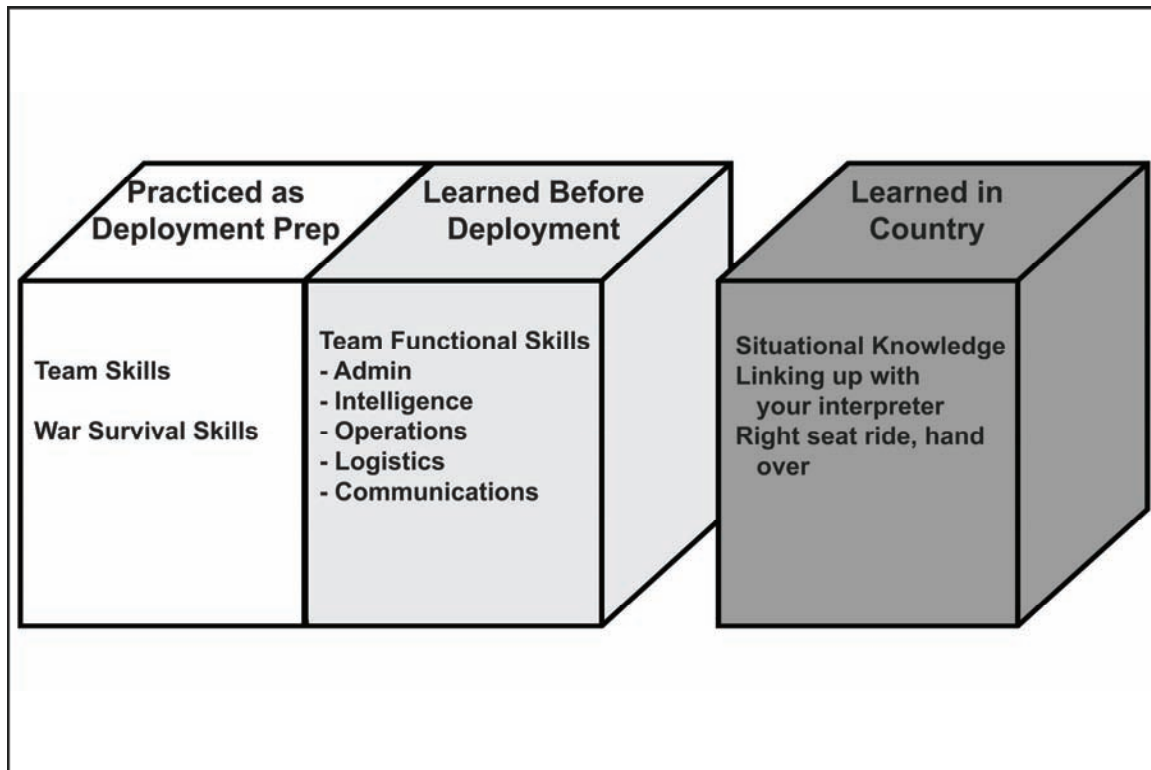 Practiced as
Deployment Prep
Learned Before
Deployment
Learned in
Country
Team Skills
War Survival Skills
Team Functional Skills
- Admin
- Intelligence
- Operations
- Logistics
- Communications
Situational Knowledge
Linking up with
your interpreter
Right seat ride, hand
over